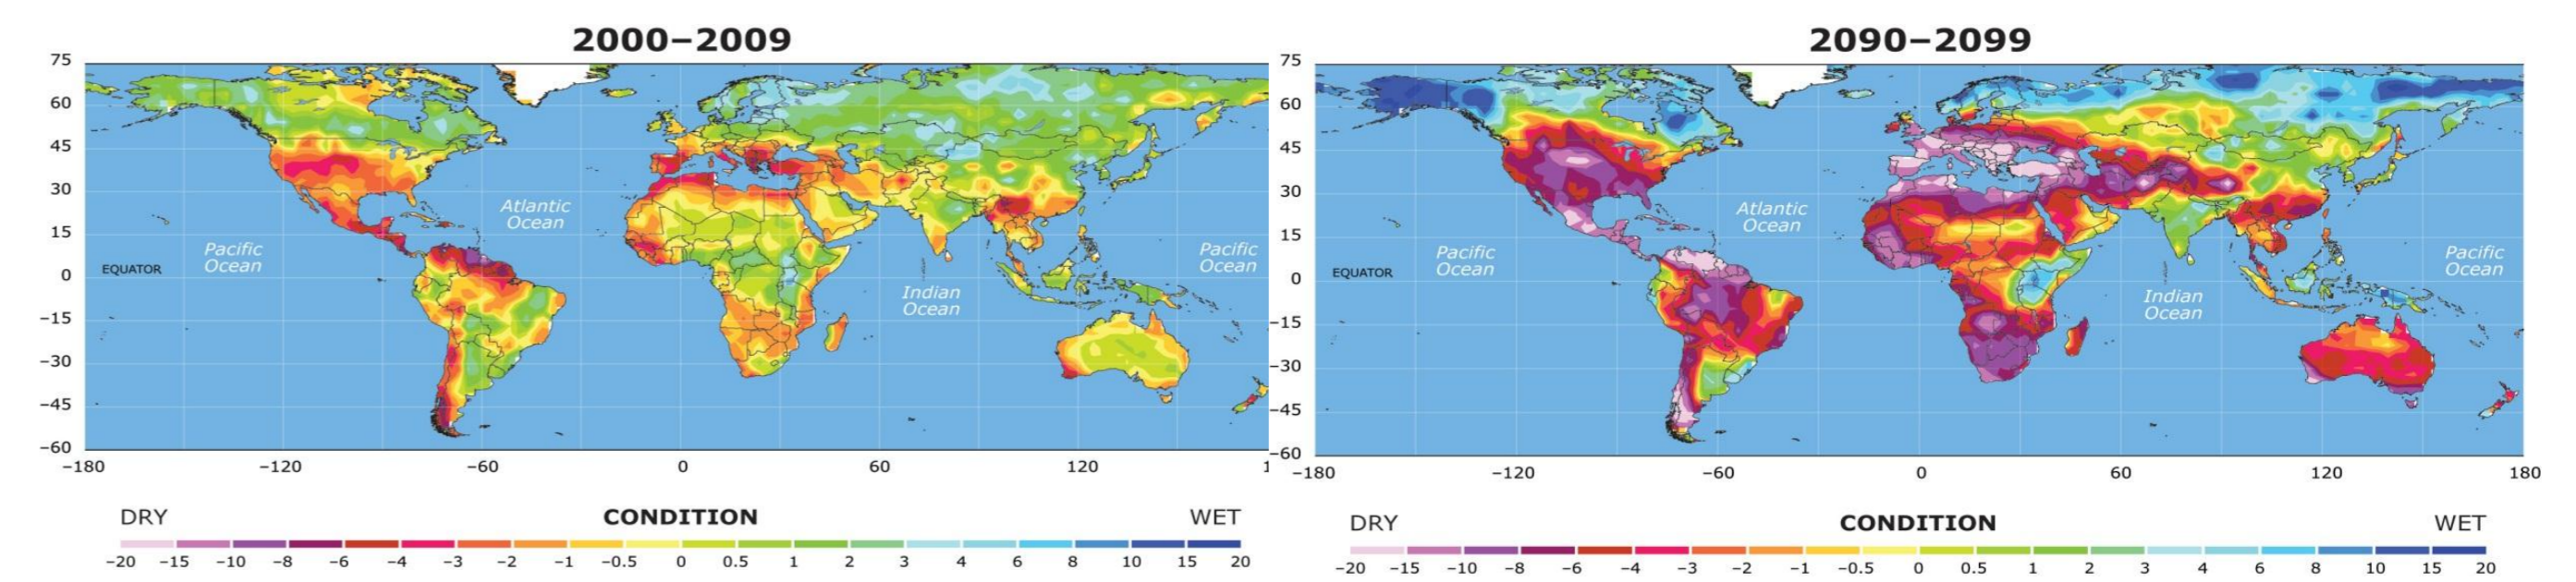 2000–2009
75
60
45
30
15
0
−15
−30
−45
−60
−180
−120
−60
0
60
120
1
EQUATOR
Pacific
Ocean
Atlantic
Ocean
Indian
Ocean
Pacific
Ocean
DRY
CONDITION
WET
−20 −15 −10 −8 −6 −4 −3 −2 −1 −0.5 0 0.5 1 2 3 4 6 8 10 15 20
2090–2099
75
60
45
30
15
0
−15
−30
−45
−60
−180
−120
−60
0
60
120
180
EQUATOR
Pacific
Ocean
Atlantic
Ocean
Indian
Ocean
Pacific
Ocean
DRY
CONDITION
WET
−20 −15 −10 −8 −6 −4 −3 −2 −1 −0.5 0 0.5 1 2 3 4 6 8 10 15 20